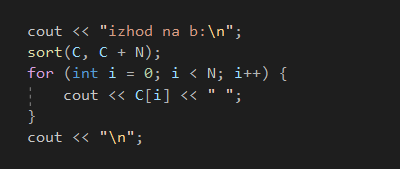 cout << "izhod na b:\n";
sort(C, C + N);
for (int i = 0; i < N; i++) {
    cout << C[i] << " ";
}
cout << "\n";